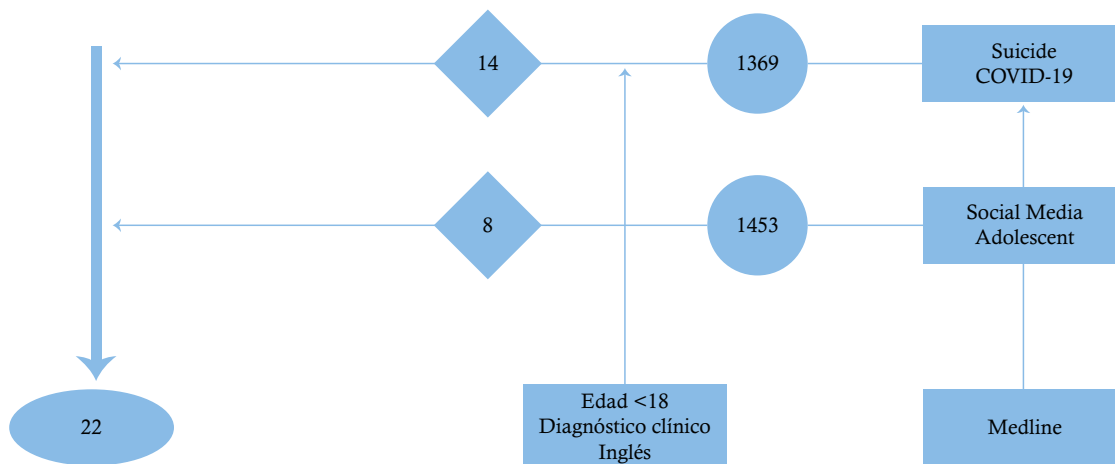 14
1369
Suicide
COVID-19
8
1453
Social Media
Adolescent
22
Edad <18
Diagnóstico clínico
Inglés
Medline